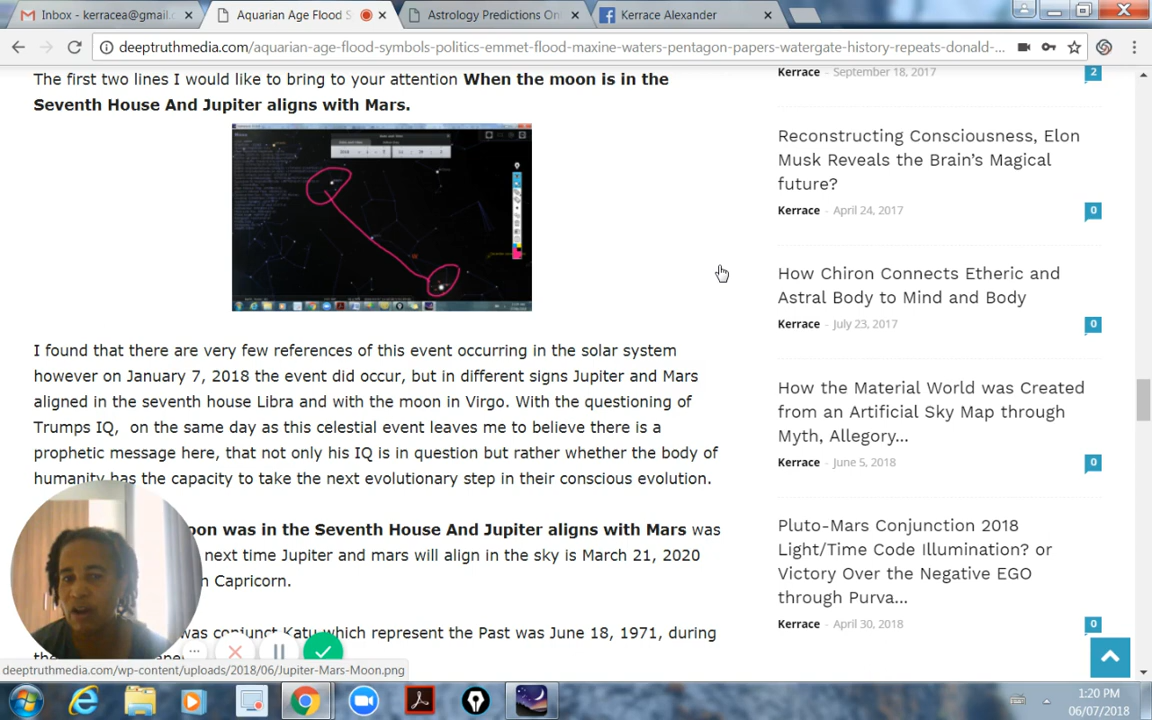 Inbox - kerracea@gmail.c
Aquarian Age Flood S
Astrology Predictions On
Kerrace Alexander
deeptruthmedia.com/aquarian-age-flood-symbols-politics-emmet-flood-maxine-waters-pentagon-papers-watergate-history-repeats-donald-...
The first two lines I would like to bring to your attention When the moon is in the
Seventh House And Jupiter aligns with Mars.
I found that there are very few references of this event occurring in the solar system
however on January 7, 2018 the event did occur, but in different signs Jupiter and Mars
aligned in the seventh house Libra and with the moon in Virgo. With the questioning of
Trumps IQ, on the same day as this celestial event leaves me to believe there is a
prophetic message here, that not only his IQ is in question but rather whether the body of
humanity has the capacity to take the next evolutionary step in their conscious evolution.
oon was in the Seventh House And Jupiter aligns with Mars was
next time Jupiter and mars will align in the sky is March 21, 2020
n Capricorn.
was conjunct Katu which represent the Past was June 18, 1971, during
Kerrace - September 18, 2017
2
Reconstructing Consciousness, Elon
Musk Reveals the Brain's Magical
future?
Kerrace - April 24, 2017
0
How Chiron Connects Etheric and
Astral Body to Mind and Body
Kerrace - July 23, 2017
0
How the Material World was Created
from an Artificial Sky Map through
Myth, Allegory...
Kerrace - June 5, 2018
0
Pluto-Mars Conjunction 2018
Light/Time Code Illumination? or
Victory Over the Negative EGO
through Purva...
Kerrace - April 30, 2018
0
deeptruthmedia.com/wp-content/uploads/2018/06/Jupiter-Mars-Moon.png
1:20 PM
06/07/2018